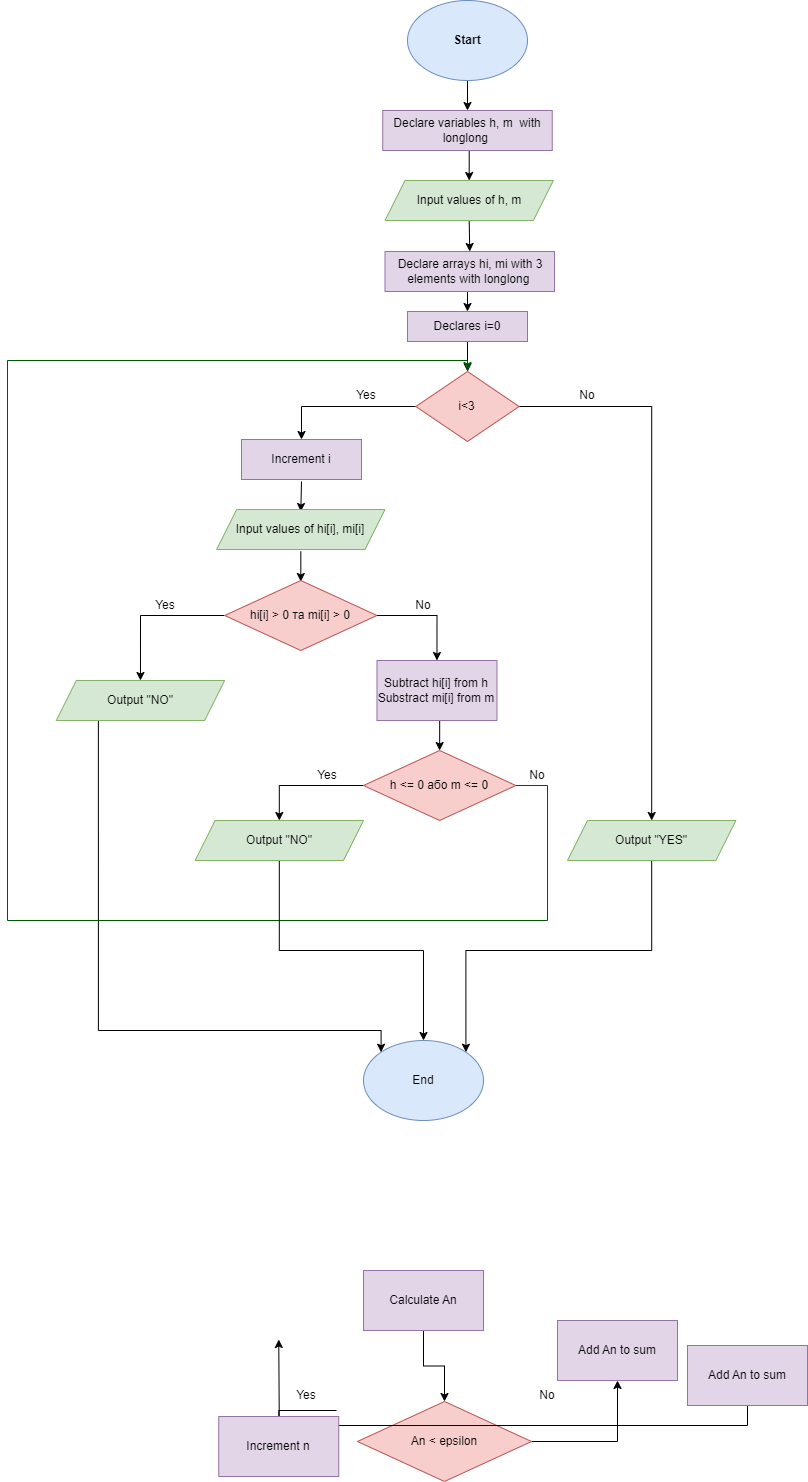 Start
Declare variables h, m  with
longlong
Input values of h, m
Declare arrays hi, mi with 3
elements with longlong
Declares i=0
Yes
i<3
No
Increment i
Input values of hi[i], mi[i]
Yes
hi[i] > 0 та mi[i] > 0
No
Output "NO"
Subtract hi[i] from h
Substract mi[i] from m
Yes
h <= 0 або m <= 0
No
Output "NO"
Output "YES"
End
Calculate An
Add An to sum
Add An to sum
Yes
No
Increment n
An < epsilon